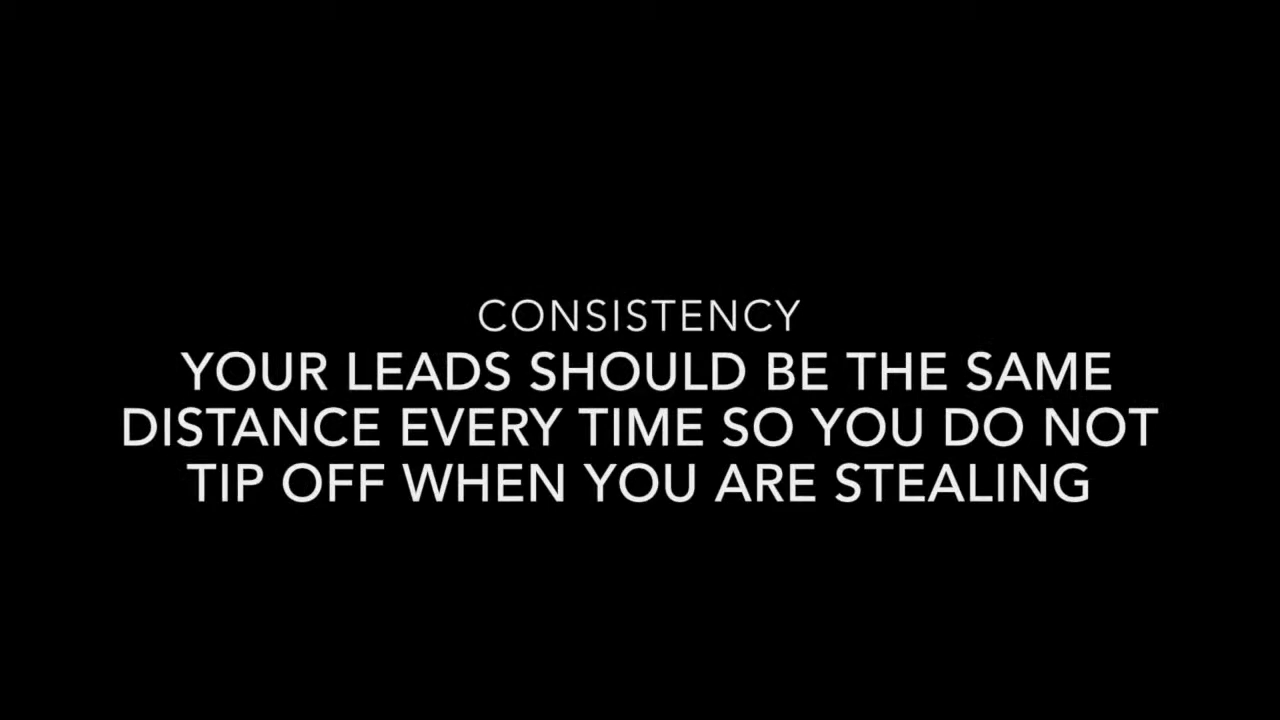 CONSISTENCY
YOUR LEADS SHOULD BE THE SAME
DISTANCE EVERY TIME SO YOU DO NOT
TIP OFF WHEN YOU ARE STEALING